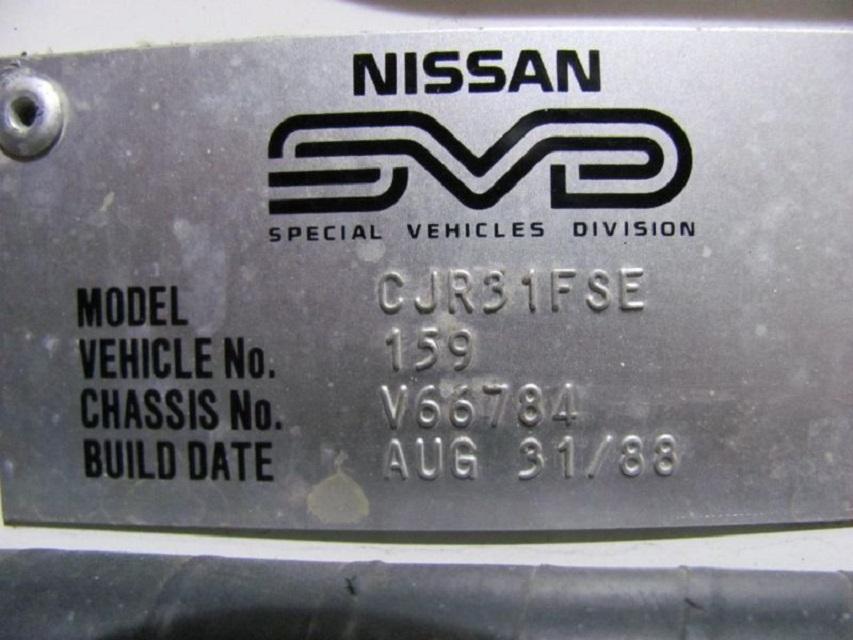 NISSAN
SVD
SPECIAL VEHICLES DIVISION
MODEL CJR31FSE
VEHICLE No. 159
CHASSIS No. V66784
BUILD DATE AUG 31/88